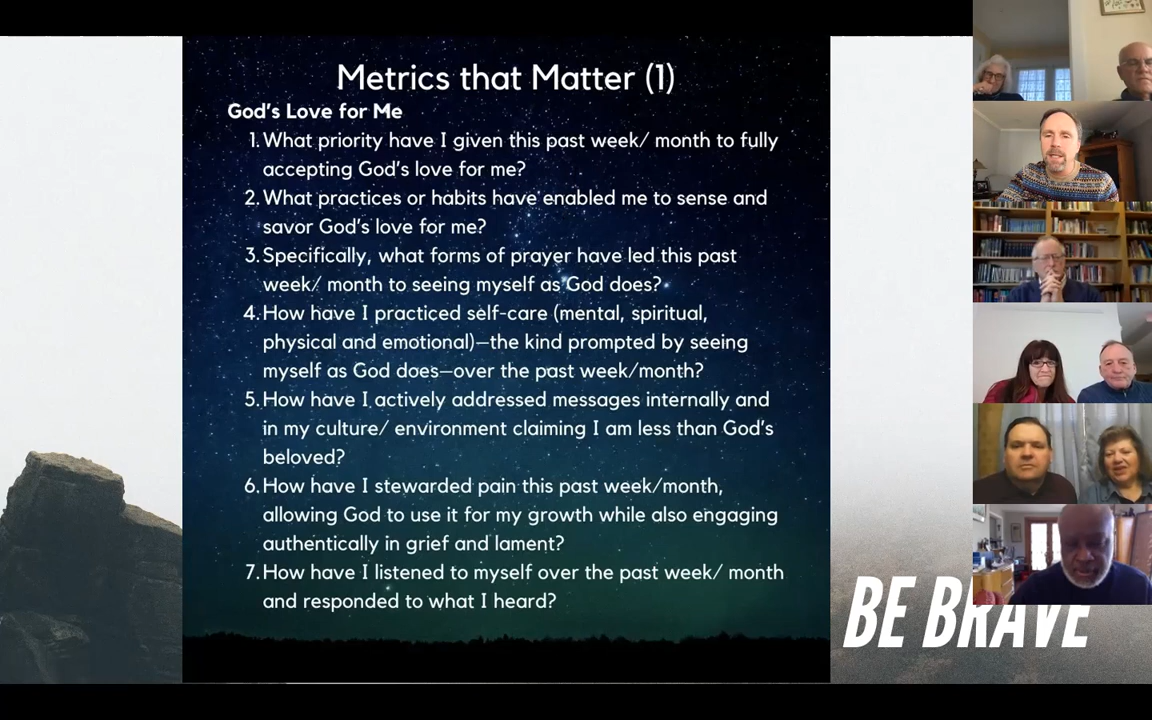 Metrics that Matter (1)
God's Love for Me
1. What priority have I given this past week/ month to fully
accepting God's love for me?
2. What practices or habits have enabled me to sense and
savor God's love for me?
3. Specifically, what forms of prayer have led this past
week/ month to seeing myself as God does?
4. How have I practiced self-care (mental, spiritual,
physical and emotional)—the kind prompted by seeing
myself as God does—over the past week/month?
5. How have I actively addressed messages internally and
in my culture/ environment claiming I am less than God's
beloved?
6. How have I stewarded pain this past week/month,
allowing God to use it for my growth while also engaging
authentically in grief and lament?
7. How have I listened to myself over the past week/ month
and responded to what I heard?
BE BRAVE